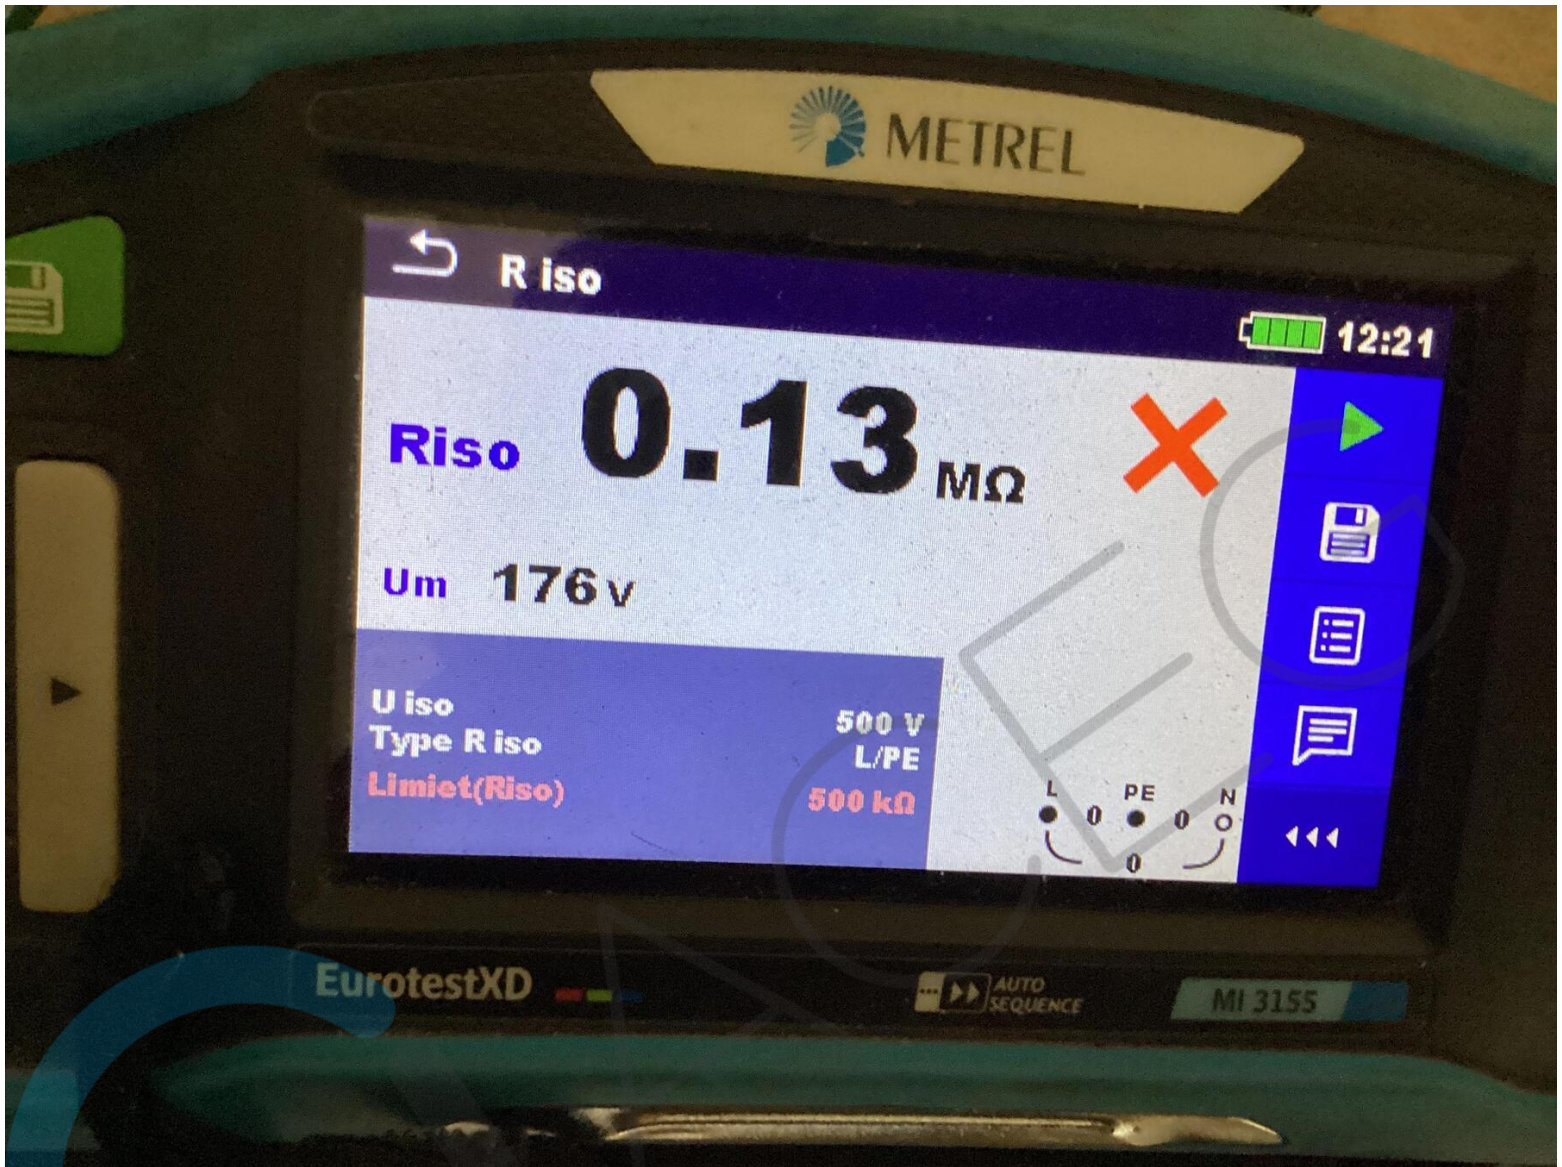 METREL
R iso
12:21
Riso 0.13 MΩ
Um 176 V
U iso 500 V
Type R iso L/PE
Limiet(Riso) 500 kΩ
L PE N
0 0
0
EurotestXD
AUTO
SEQUENCE
MI 3155
ACEG